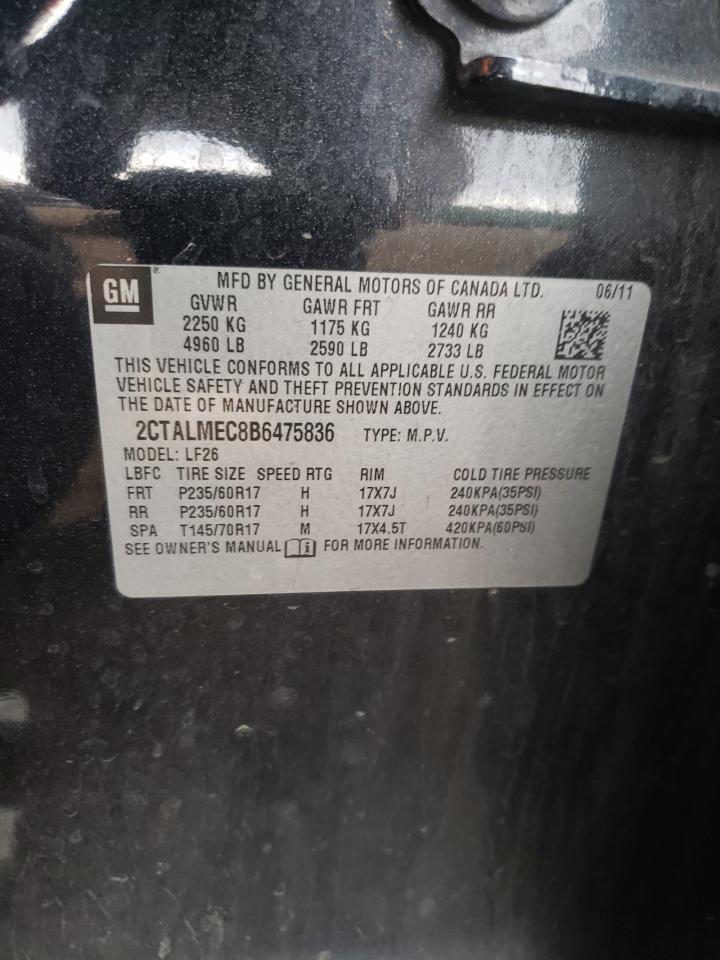 GM® MFD BY GENERAL MOTORS OF CANADA LTD. 06/11
GVWR GAWR FRT GAWR RR
2250 KG 1175 KG 1240 KG
4960 LB 2590 LB 2733 LB
THIS VEHICLE CONFORMS TO ALL APPLICABLE U.S. FEDERAL MOTOR
VEHICLE SAFETY AND THEFT PREVENTION STANDARDS IN EFFECT ON
THE DATE OF MANUFACTURE SHOWN ABOVE.
2CTALMEC8B6475836 TYPE: M.P.V.
MODEL: LF26
LBFC TIRE SIZE SPEED RTG RIM COLD TIRE PRESSURE
FRT P235/60R17 H 17X7J 240KPA(35PSI)
RR P235/60R17 H 17X7J 240KPA(35PSI)
SPA T145/70R17 M 17X4.5T 420KPA(60PSI)
SEE OWNER'S MANUAL i FOR MORE INFORMATION.